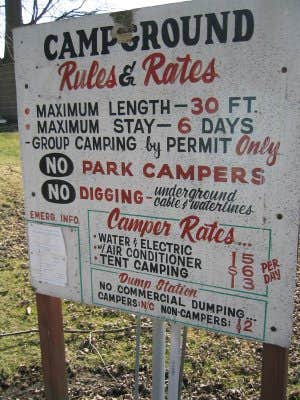 CAMPGROUND
Rules & Rates
• MAXIMUM LENGTH - 30 FT.
• MAXIMUM STAY - 6 DAYS
- GROUP CAMPING by PERMIT Only
NO PARK CAMPERS
NO DIGGING - underground cable & waterlines
EMERG. INFO.
Camper Rates...
• WATER & ELECTRIC $15
• W/ AIR CONDITIONER $16
• TENT CAMPING $13
PER DAY
Dump Station
NO COMMERCIAL DUMPING...
CAMPERS: N/C NON-CAMPERS: $2